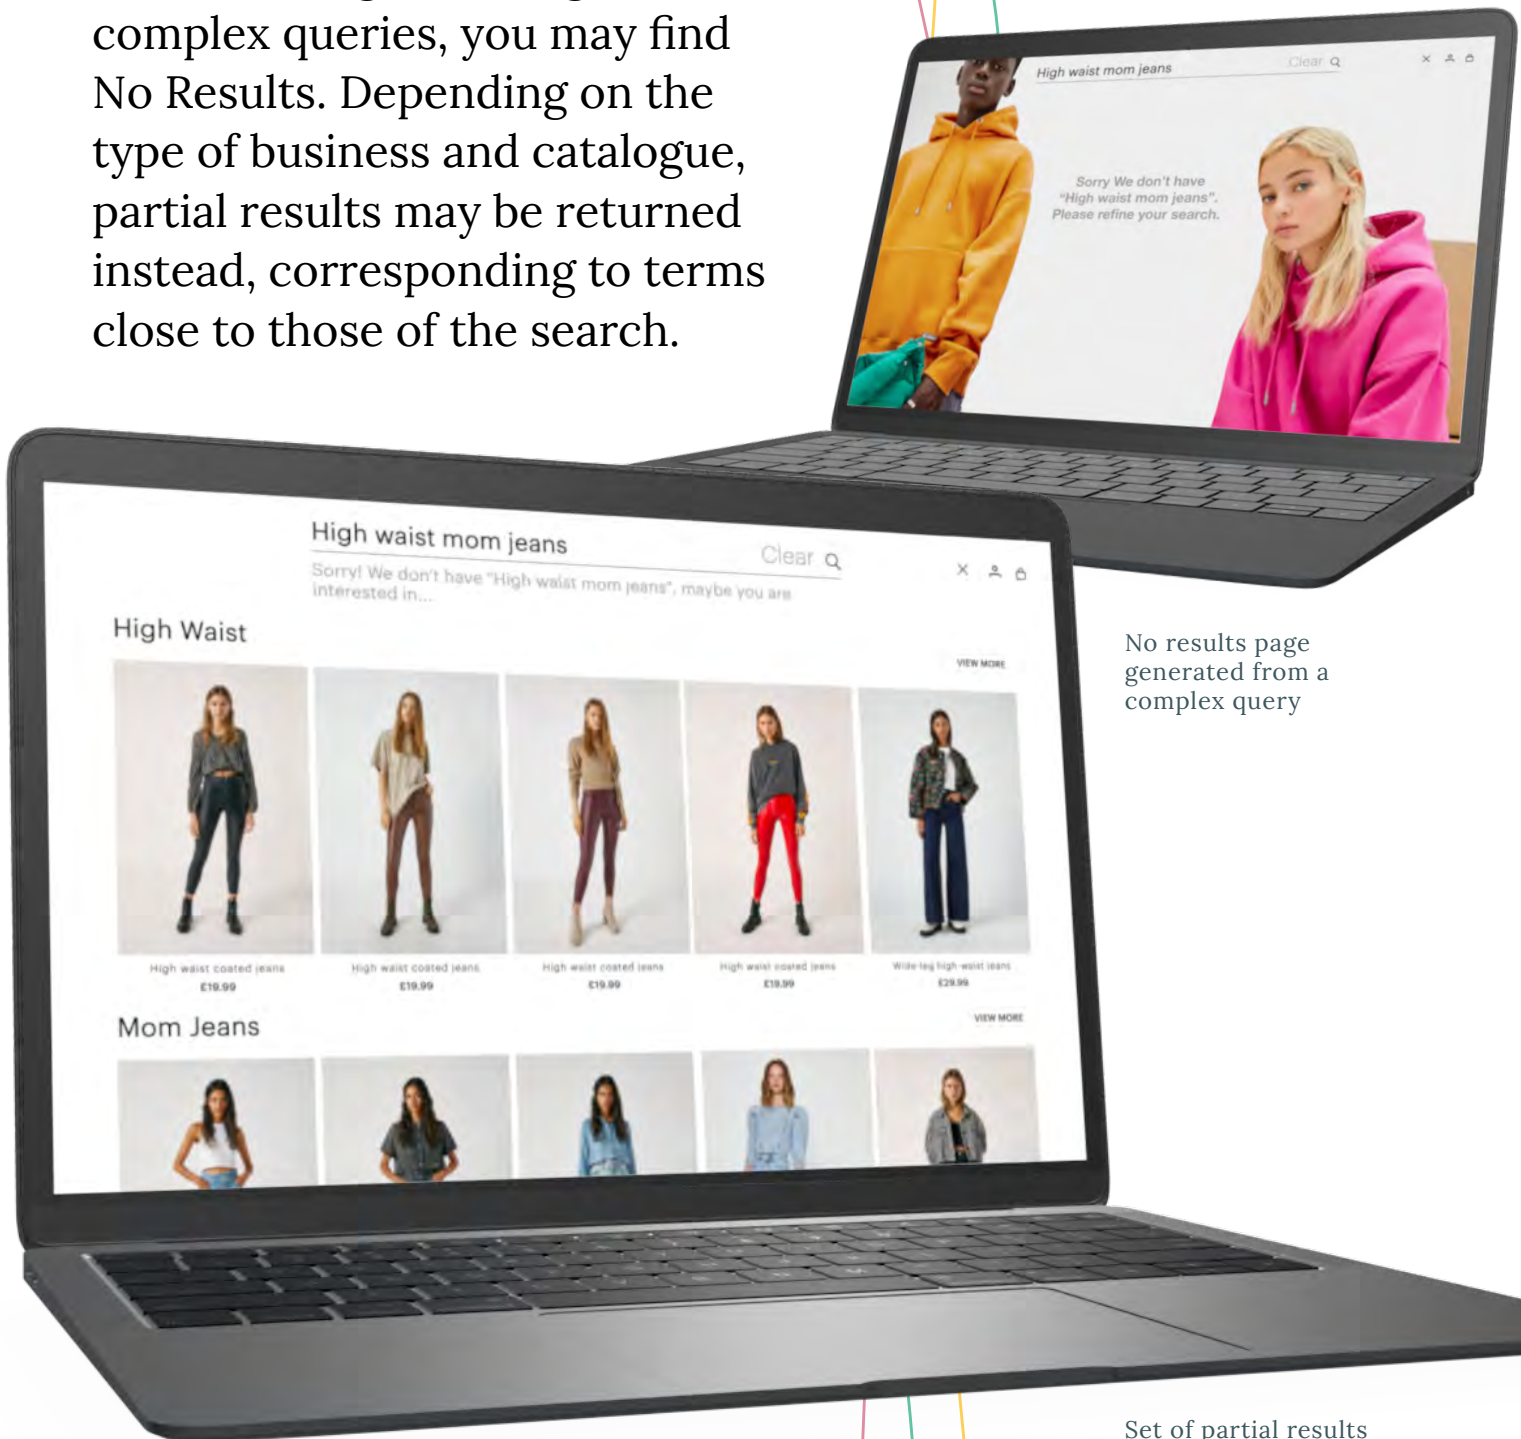 complex queries, you may find
No Results. Depending on the
type of business and catalogue,
partial results may be returned
instead, corresponding to terms
close to those of the search.
High waist mom jeans
Clear
Sorry We don't have
"High waist mom jeans".
Please refine your search.
No results page
generated from a
complex query
High waist mom jeans
Clear
Sorry! We don't have "High waist mom jeans", maybe you are
interested in...
High Waist
VIEW MORE
High waist coated jeans
£19.99
High waist coated jeans
£19.99
High waist coated jeans
£19.99
High waist coated jeans
£19.99
Wide-leg high-waist jeans
£29.99
Mom Jeans
VIEW MORE
Set of partial results